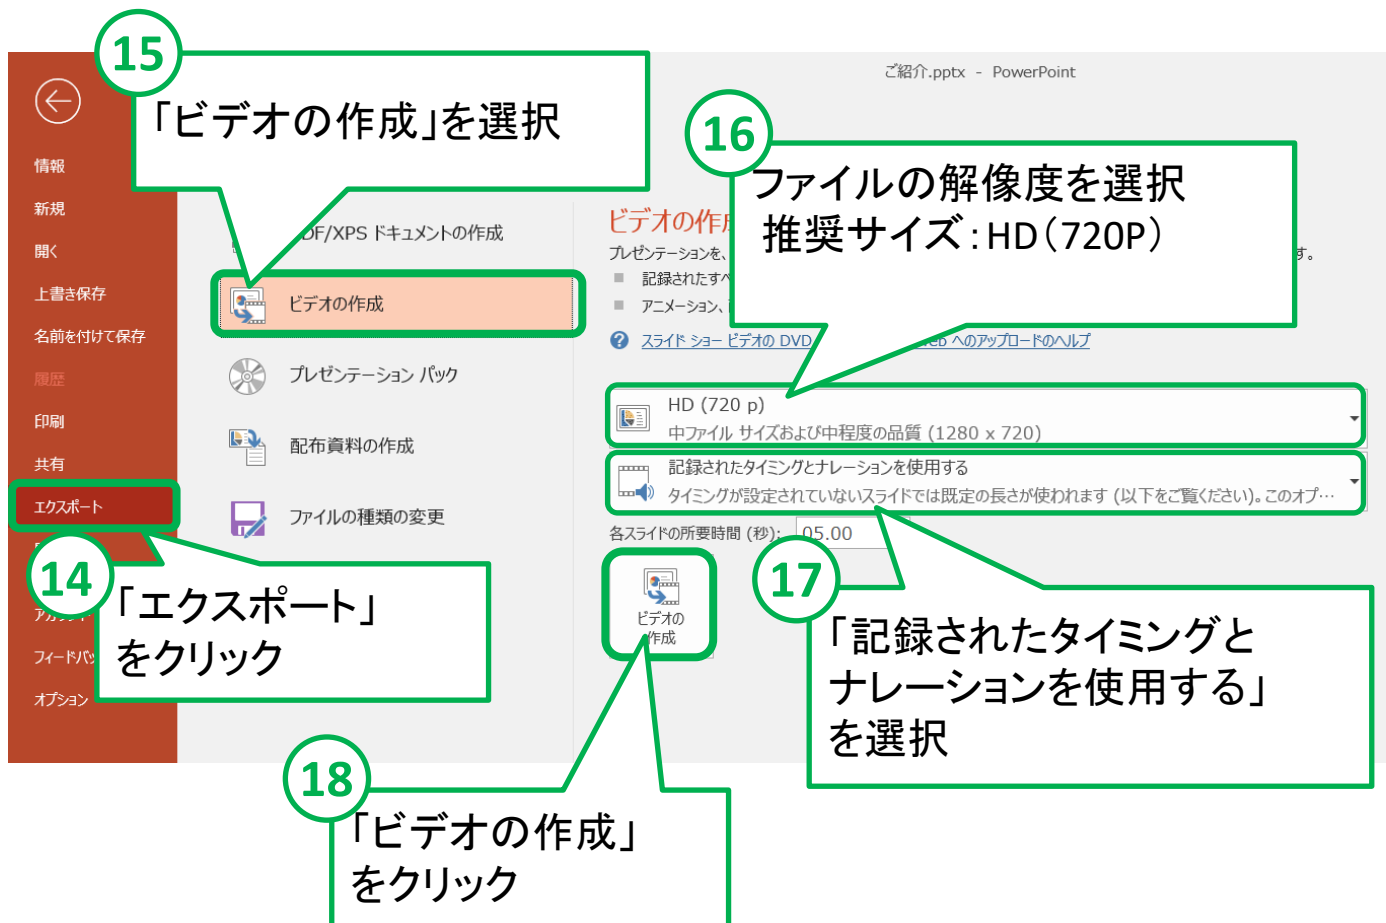 15
「ビデオの作成」を選択
ご紹介.pptx - PowerPoint
16
ファイルの解像度を選択
推奨サイズ：HD（720P）
情報
新規
開く
上書き保存
名前を付けて保存
履歴
印刷
共有
エクスポート
フィードバッ
オプション
DF/XPS ドキュメントの作成
ビデオの作成
プレゼンテーション パック
配布資料の作成
ファイルの種類の変更
ビデオの作
プレゼンテーションを、
す。
記録されたすべ
アニメーション、
スライド ショー ビデオの DVD
へのアップロードのヘルプ
HD (720 p)
中ファイル サイズおよび中程度の品質 (1280 x 720)
記録されたタイミングとナレーションを使用する
タイミングが設定されていないスライドでは既定の長さが使われます (以下をご覧ください)。このオプ…
各スライドの所要時間 (秒): 05.00
ビデオの
作成
14
「エクスポート」
をクリック
17
「記録されたタイミングと
ナレーションを使用する」
を選択
18
「ビデオの作成」
をクリック